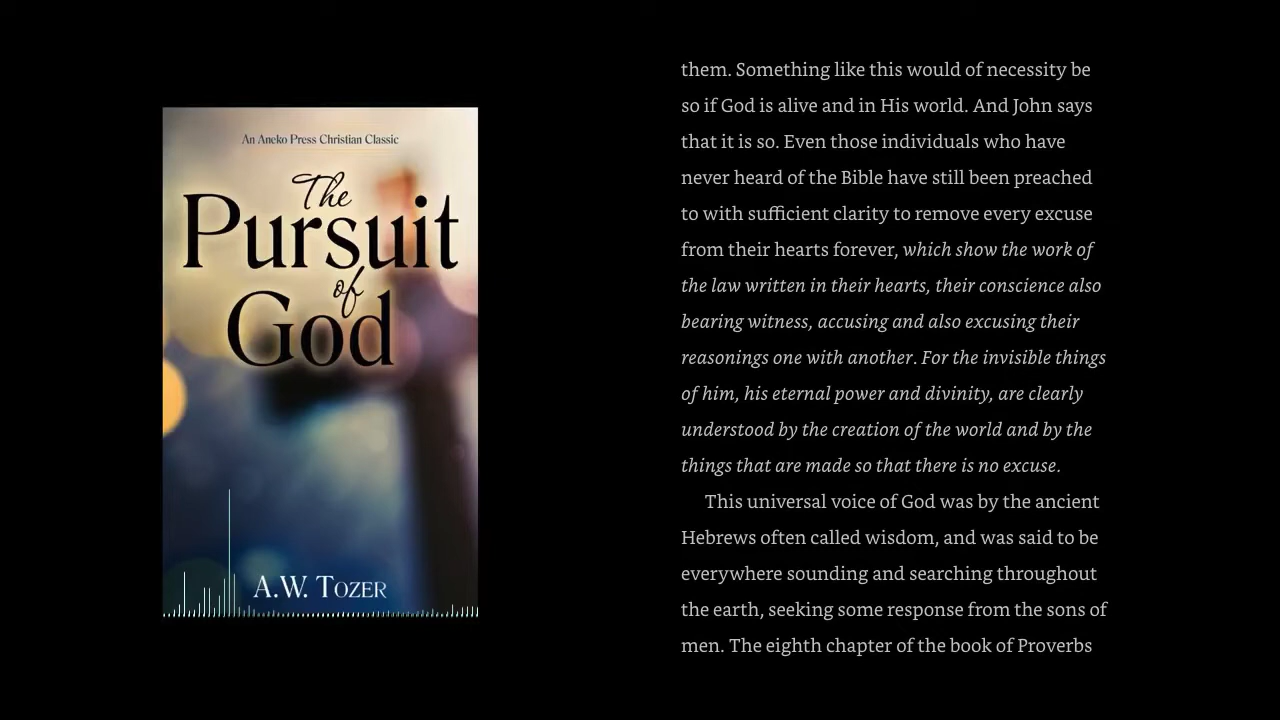 An Aneko Press Christian Classic
The
Pursuit
of
God
A.W. Tozer
them. Something like this would of necessity be
so if God is alive and in His world. And John says
that it is so. Even those individuals who have
never heard of the Bible have still been preached
to with sufficient clarity to remove every excuse
from their hearts forever, which show the work of
the law written in their hearts, their conscience also
bearing witness, accusing and also excusing their
reasonings one with another. For the invisible things
of him, his eternal power and divinity, are clearly
understood by the creation of the world and by the
things that are made so that there is no excuse.
This universal voice of God was by the ancient
Hebrews often called wisdom, and was said to be
everywhere sounding and searching throughout
the earth, seeking some response from the sons of
men. The eighth chapter of the book of Proverbs